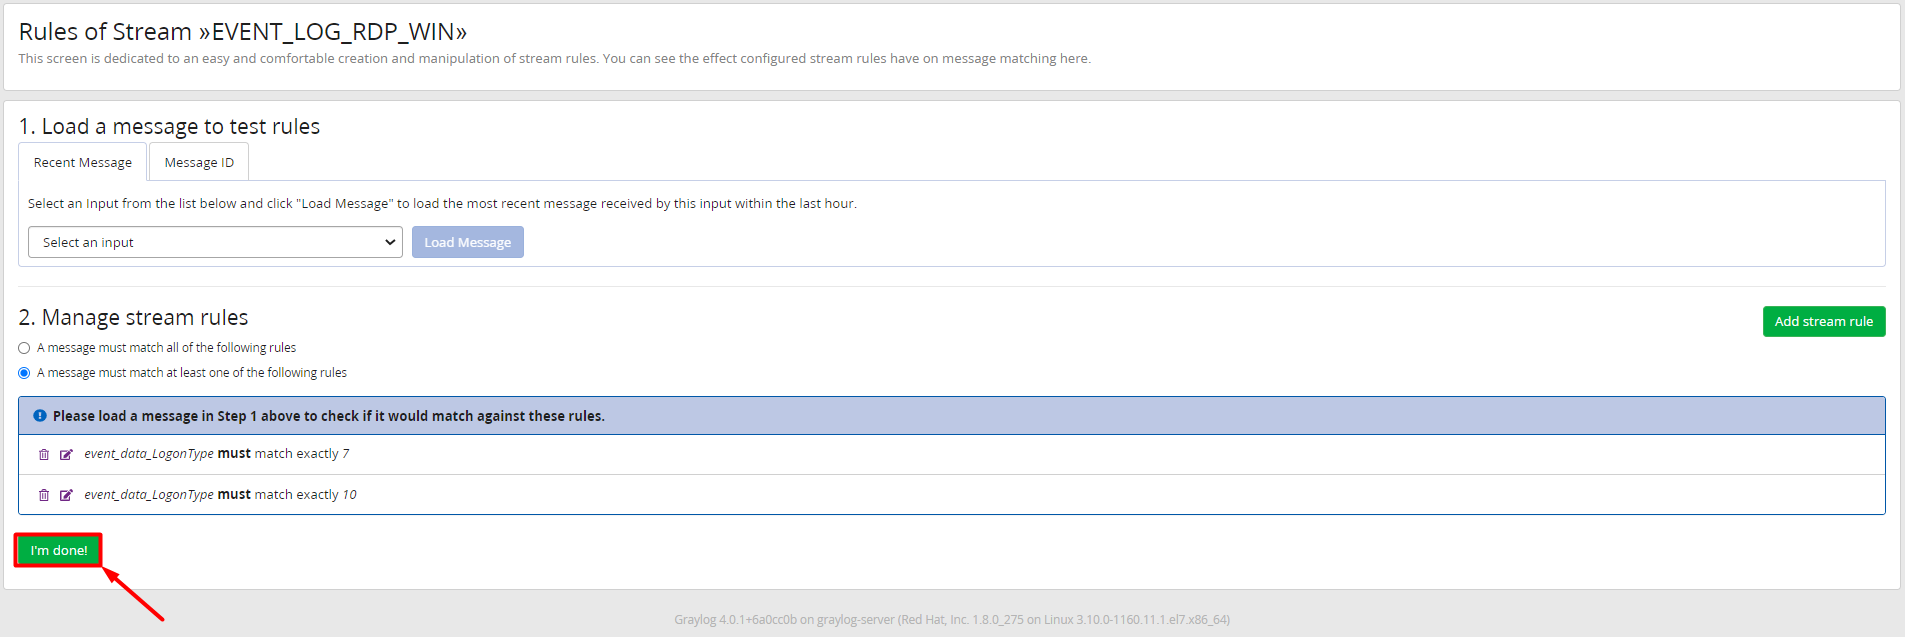 Rules of Stream »EVENT_LOG_RDP_WIN»
This screen is dedicated to an easy and comfortable creation and manipulation of stream rules. You can see the effect configured stream rules have on message matching here.
1. Load a message to test rules
Recent Message
Message ID
Select an Input from the list below and click "Load Message" to load the most recent message received by this input within the last hour.
Select an input
Load Message
2. Manage stream rules
Add stream rule
A message must match all of the following rules
A message must match at least one of the following rules
Please load a message in Step 1 above to check if it would match against these rules.
event_data_LogonType must match exactly 7
event_data_LogonType must match exactly 10
I'm done!
Graylog 4.0.1+6a0cc0b on graylog-server (Red Hat, Inc. 1.8.0_275 on Linux 3.10.0-1160.11.1.el7.x86_64)